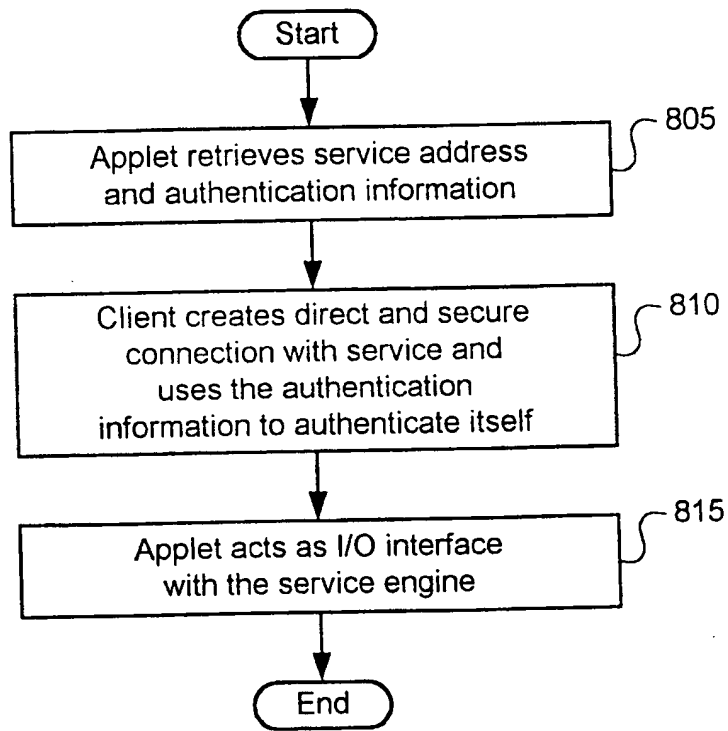 Start
805
Applet retrieves service address
and authentication information
810
Client creates direct and secure
connection with service and
uses the authentication
information to authenticate itself
815
Applet acts as I/O interface
with the service engine
End